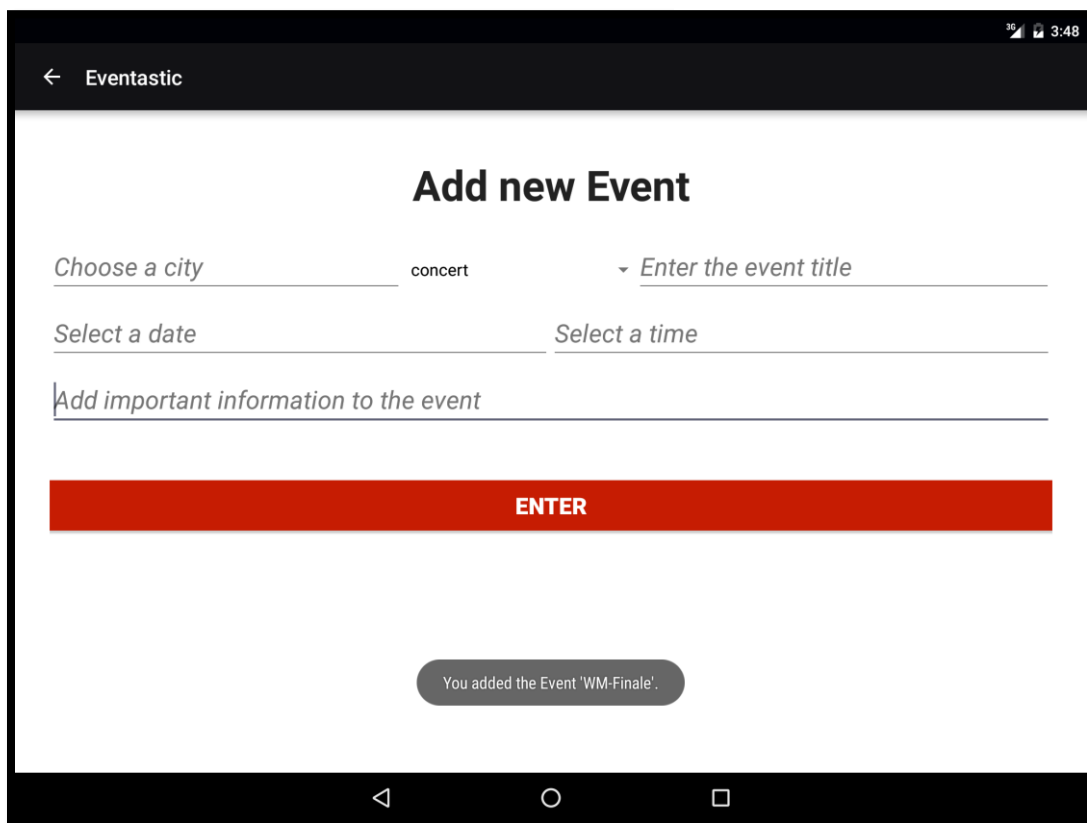 3G 3:48
Eventastic
Add new Event
Choose a city concert Enter the event title
Select a date Select a time
Add important information to the event
ENTER
You added the Event 'WM-Finale'.